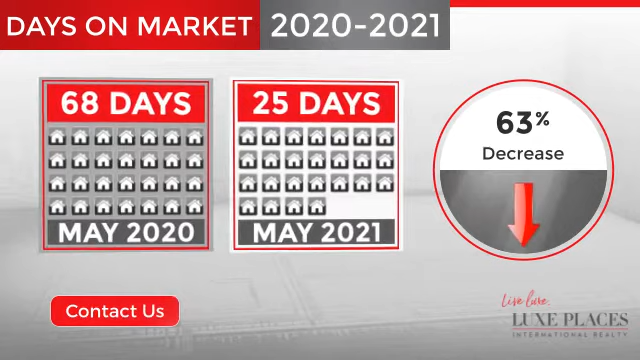 DAYS ON MARKET 2020-2021
68 DAYS
MAY 2020
25 DAYS
MAY 2021
63%
Decrease
Contact Us
Live luxe.
LUXE PLACES
INTERNATIONAL REALTY